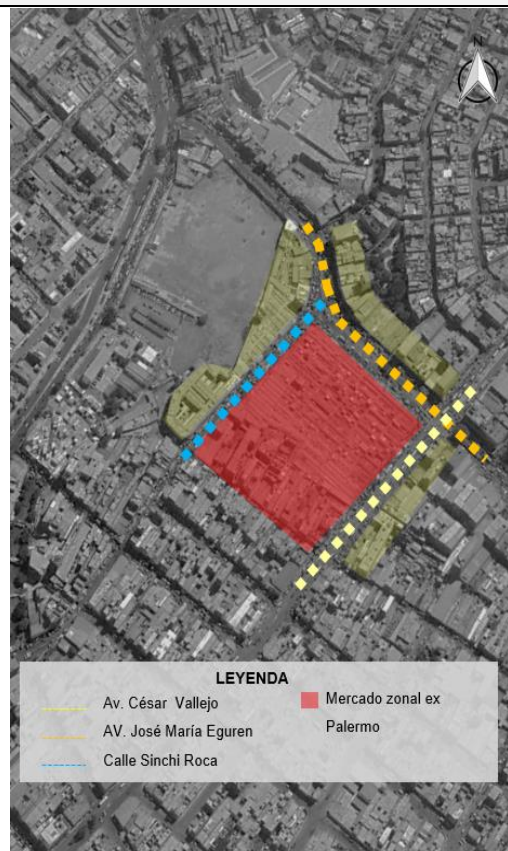 N
LEYENDA
Av. César Vallejo
AV. José María Eguren
Calle Sinchi Roca
Mercado zonal ex
Palermo